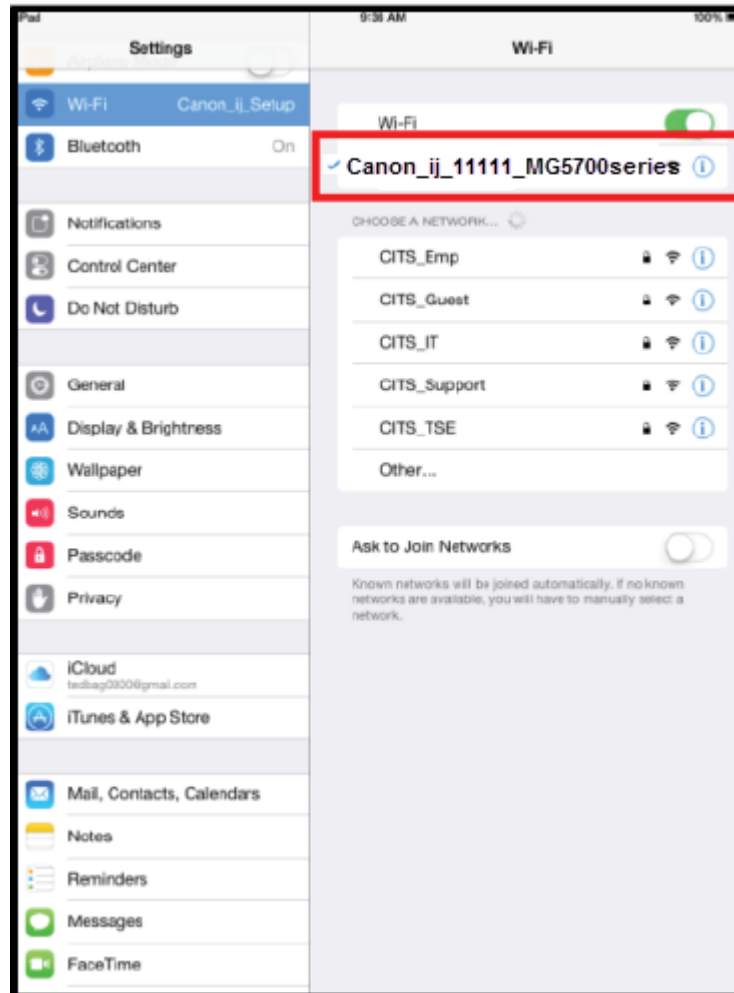 iPad
9:36 AM
100%
Settings
Wi-Fi
Airplane Mode
Wi-Fi Canon_ij_Setup
Bluetooth On
Notifications
Control Center
Do Not Disturb
General
Display & Brightness
Wallpaper
Sounds
Passcode
Privacy
iCloud
iTunes & App Store
Mail, Contacts, Calendars
Notes
Reminders
Messages
FaceTime
Wi-Fi
Canon_ij_11111_MG5700series
CHOOSE A NETWORK...
CITS_Emp
CITS_Guest
CITS_IT
CITS_Support
CITS_TSE
Other...
Ask to Join Networks
Known networks will be joined automatically. If no known
networks are available, you will have to manually select a
network.